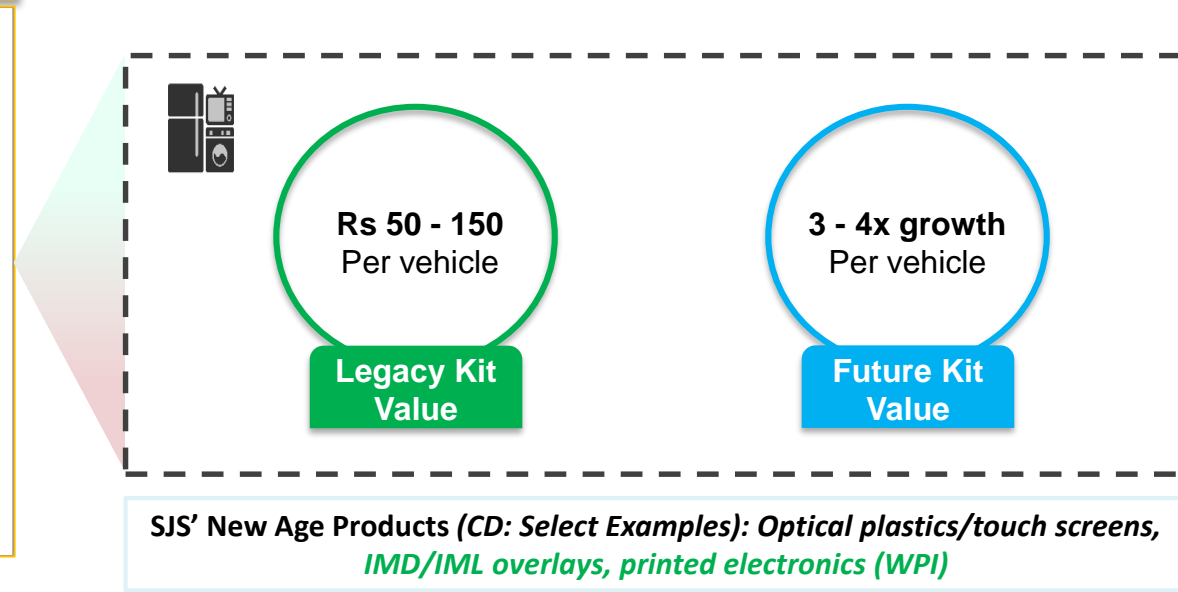 Rs 50 - 150
Per vehicle
Legacy Kit
Value
3 - 4x growth
Per vehicle
Future Kit
Value
SJS’ New Age Products (CD: Select Examples): Optical plastics/touch screens,
IMD/IML overlays, printed electronics (WPI)